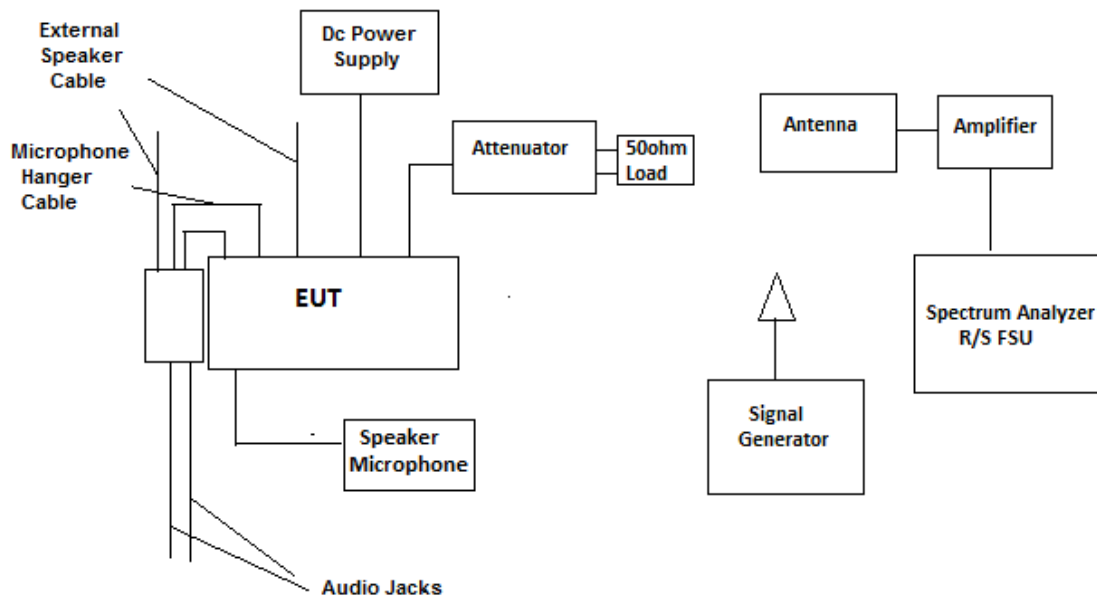 External
Speaker
Cable
Dc Power
Supply
Microphone
Hanger
Cable
Attenuator
50ohm
Load
Antenna
Amplifier
EUT
Spectrum Analyzer
R/S FSU
Signal
Generator
Speaker
Microphone
Audio Jacks